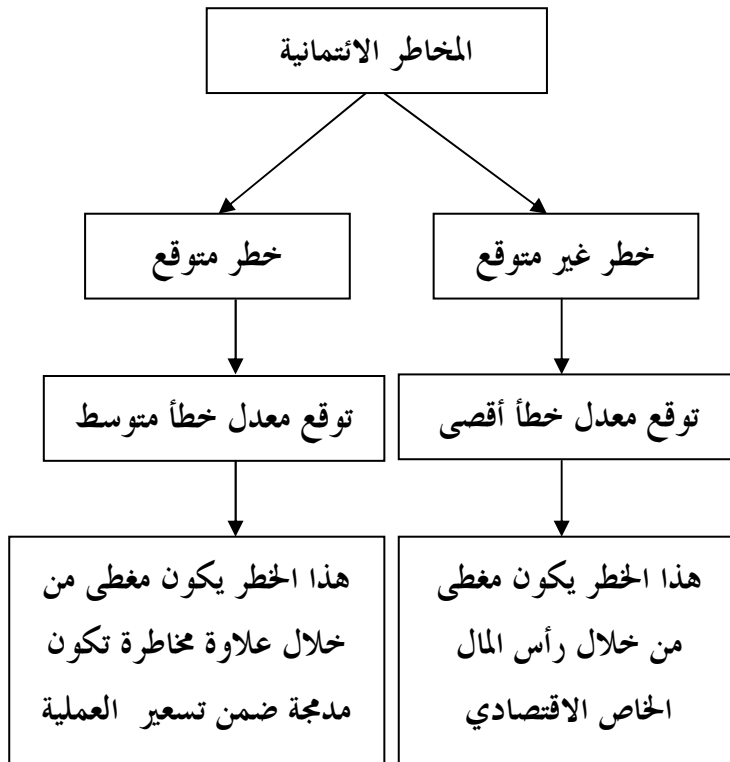 المخاطر الائتمانية
خطر غير متوقع
خطر متوقع
توقع معدل خطأ أقصى
توقع معدل خطأ متوسط
هذا الخطر يكون مغطى
من خلال رأس المال
الخاص الاقتصادي
هذا الخطر يكون مغطى من
خلال علاوة مخاطرة تكون
مدمجة ضمن تسعير العملية